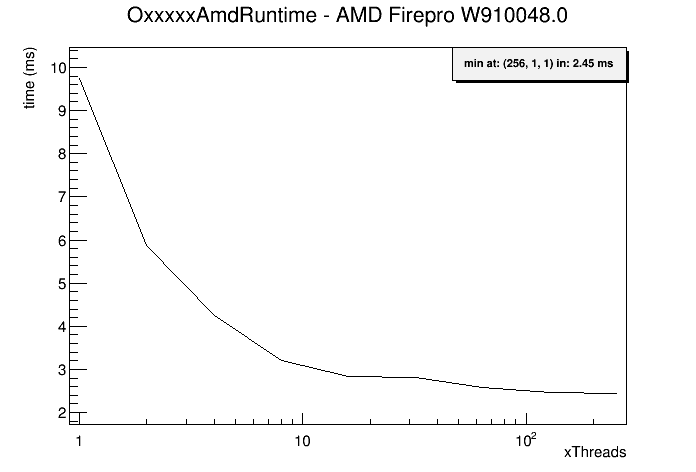 OxxxxxAmdRuntime - AMD Firepro W910048.0
time (ms)
min at: (256, 1, 1) in: 2.45 ms
10
9
8
7
6
5
4
3
2
1 10 10²
xThreads